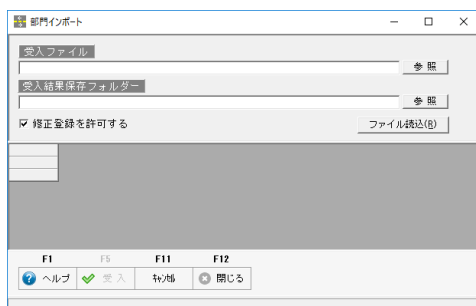 部門インポート
受入ファイル
参 照
受入結果保存フォルダー
参 照
修正登録を許可する
ファイル読込(R)
F1 F5 F11 F12
ヘルプ 受 入 キャンセル 閉じる